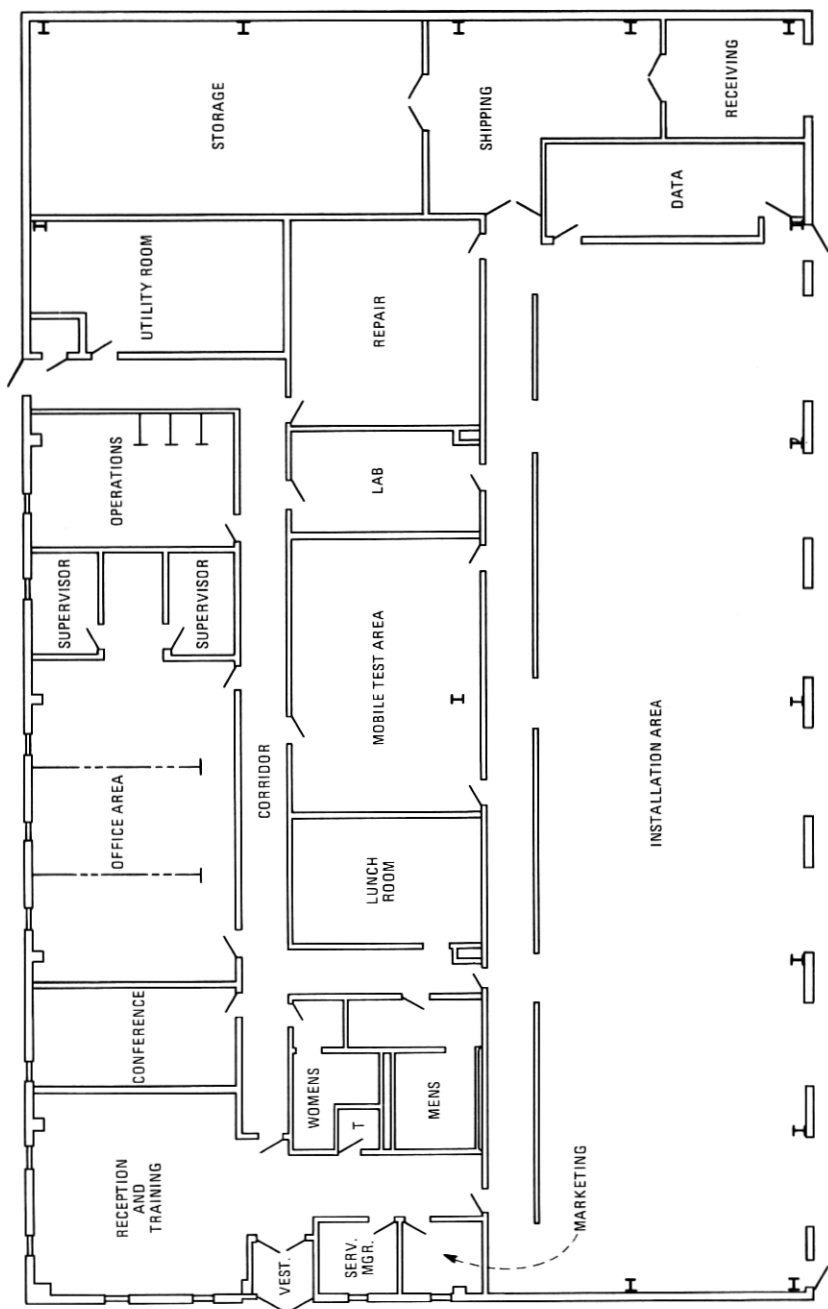 RECEPTION
AND
TRAINING
CONFERENCE
OFFICE AREA
SUPERVISOR
SUPERVISOR
OPERATIONS
UTILITY ROOM
STORAGE
VEST.
CORRIDOR
WOMENS
T
MENS
SERV.
MGR.
LUNCH
ROOM
MOBILE TEST AREA
LAB
REPAIR
SHIPPING
RECEIVING
DATA
MARKETING
INSTALLATION AREA